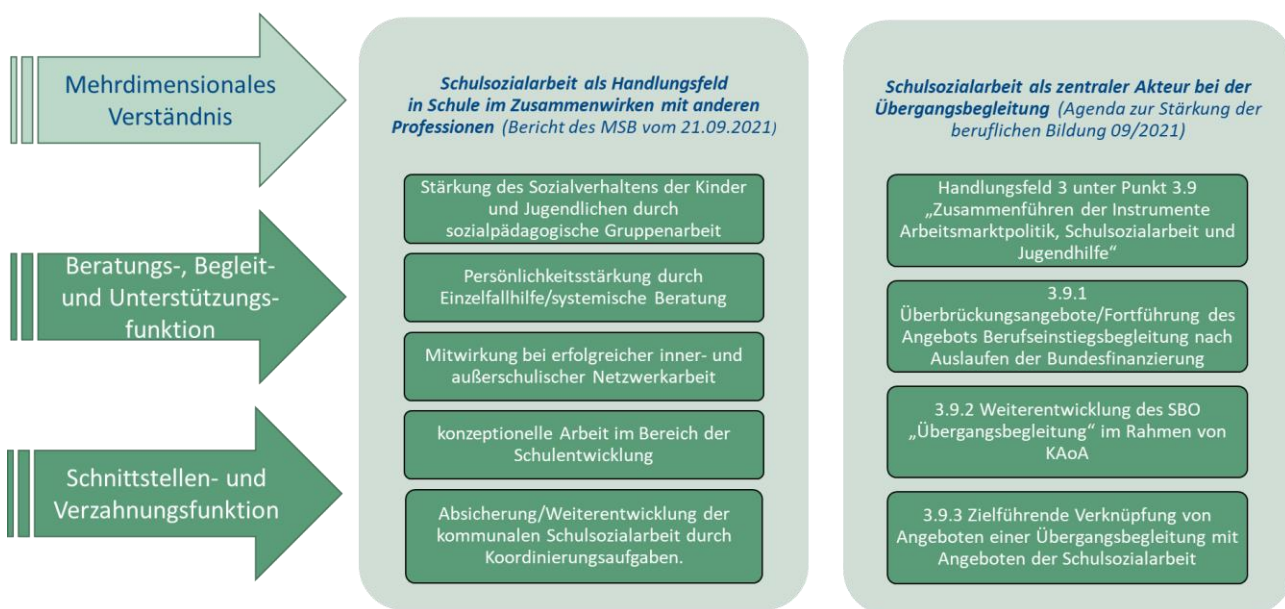 Mehrdimensionales
Verständnis
Beratungs-, Begleit-
und Unterstützungs-
funktion
Schnittstellen- und
Verzahnungsfunktion
Schulsozialarbeit als Handlungsfeld
in Schule im Zusammenwirken mit anderen
Professionen (Bericht des MSB vom 21.09.2021)
Stärkung des Sozialverhaltens der Kinder
und Jugendlichen durch
sozialpädagogische Gruppenarbeit
Persönlichkeitsstärkung durch
Einzelfallhilfe/systemische Beratung
Mitwirkung bei erfolgreicher inner- und
außerschulischer Netzwerkarbeit
konzeptionelle Arbeit im Bereich der
Schulentwicklung
Absicherung/Weiterentwicklung der
kommunalen Schulsozialarbeit durch
Koordinierungsaufgaben.
Schulsozialarbeit als zentraler Akteur bei der
Übergangsbegleitung (Agenda zur Stärkung der
beruflichen Bildung 09/2021)
Handlungsfeld 3 unter Punkt 3.9
„Zusammenführen der Instrumente
Arbeitsmarktpolitik, Schulsozialarbeit und
Jugendhilfe“
3.9.1
Überbrückungsangebote/Fortführung des
Angebots Berufseinstiegsbegleitung nach
Auslaufen der Bundesfinanzierung
3.9.2 Weiterentwicklung des SBO
„Übergangsbegleitung“ im Rahmen von
KAoA
3.9.3 Zielführende Verknüpfung von
Angeboten einer Übergangsbegleitung mit
Angeboten der Schulsozialarbeit